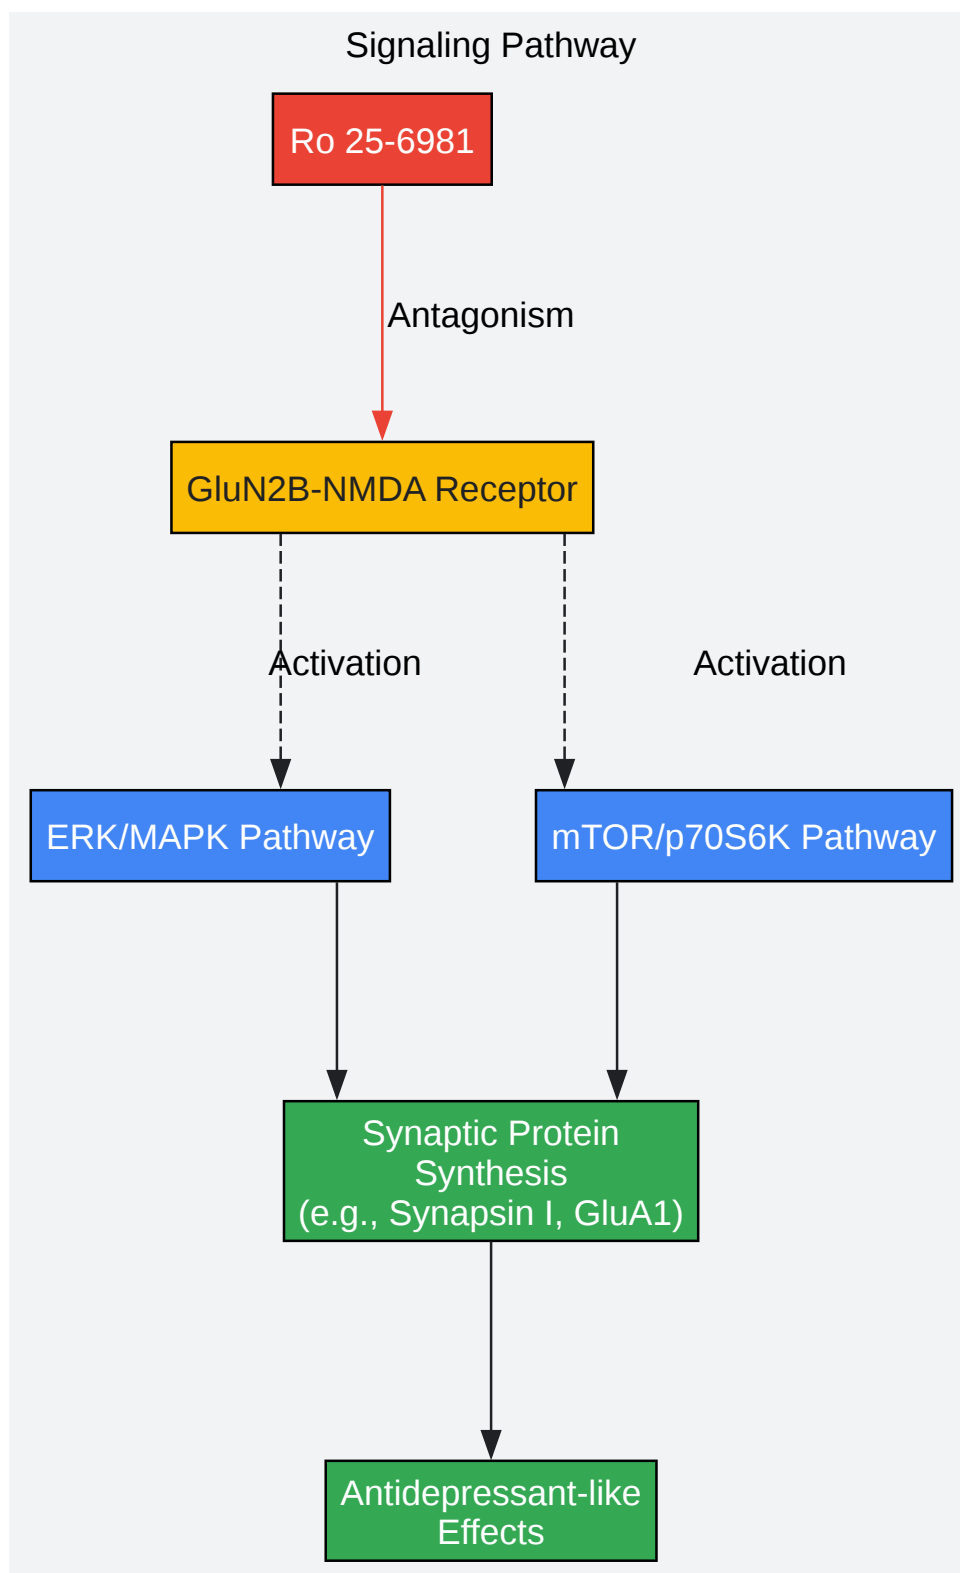 Signaling Pathway
Ro 25-6981
Antagonism
GluN2B-NMDA Receptor
Activation
Activation
ERK/MAPK Pathway
mTOR/p70S6K Pathway
Synaptic Protein
Synthesis
(e.g., Synapsin I, GluA1)
Antidepressant-like
Effects